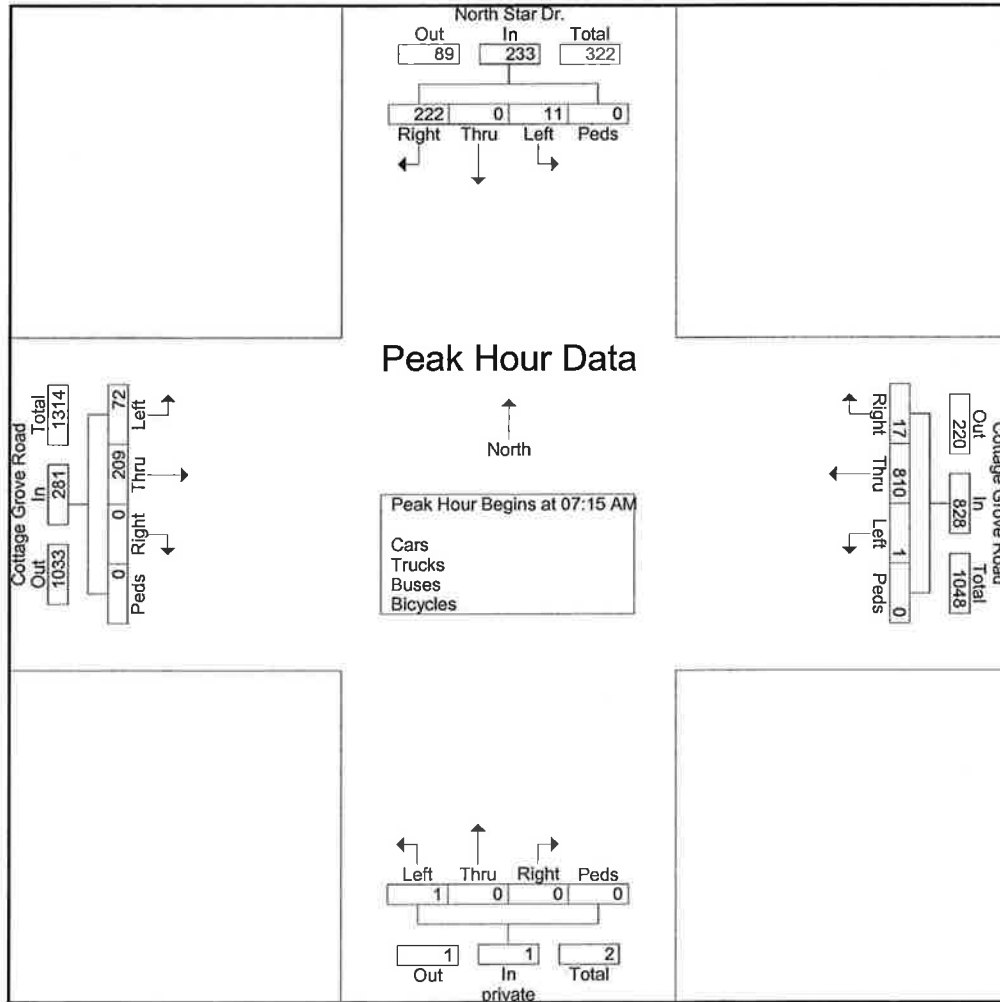 North Star Dr.
Out In Total
89 233 322
222 0 11 0
Right Thru Left Peds
Peak Hour Data
North
Peak Hour Begins at 07:15 AM
Cars
Trucks
Buses
Bicycles
Cottage Grove Road
Total In Out
1314 281 1033
72 209 0 0
Left Thru Right Peds
Cottage Grove Road
Out In Total
220 828 1048
17 810 1 0
Right Thru Left Peds
Left Thru Right Peds
1 0 0 0
1 1 2
Out In Total
private